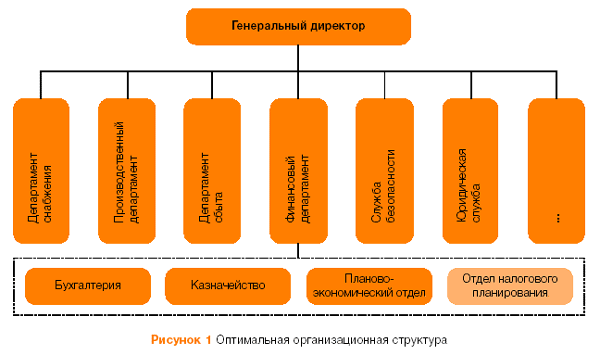 Генеральный директор
Департамент
снабжения
Производственный
департамент
Департамент
сбыта
Финансовый
департамент
Служба
безопасности
Юридическая
служба
...
Бухгалтерия
Казначейство
Планово-
экономический отдел
Отдел налогового
планирования
Рисунок 1 Оптимальная организационная структура